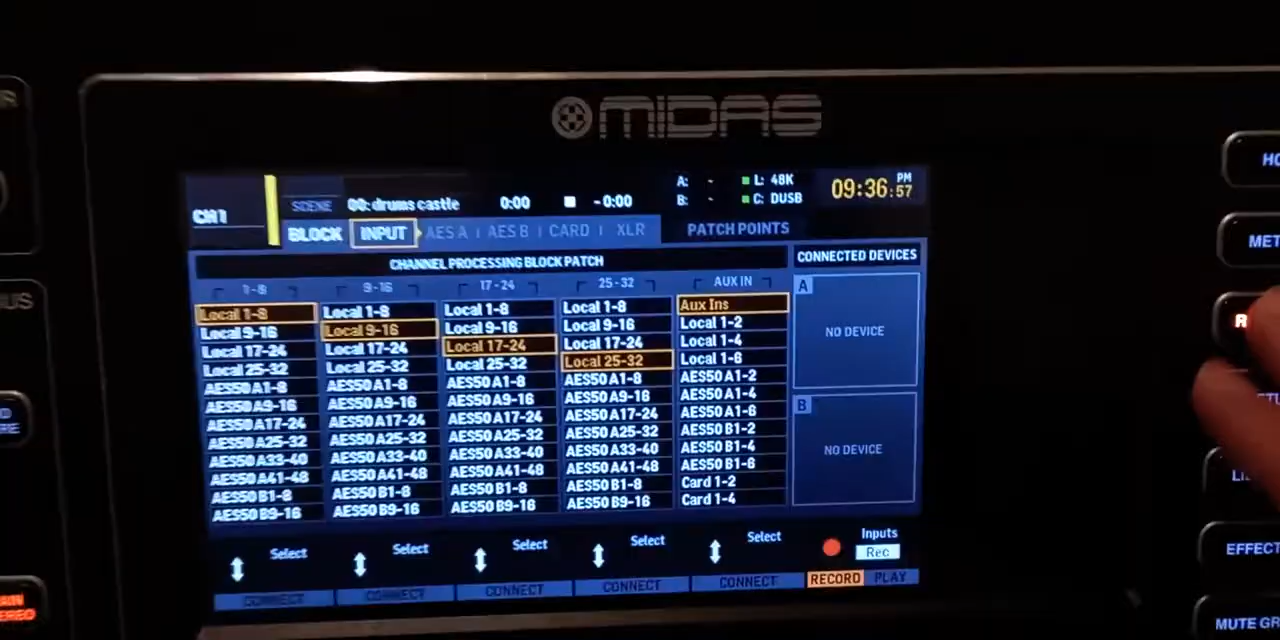 MIDAS
CH1
SCENE 00: drums castle 0:00 -0:00
A: - L: 48K
B: - C: DUSB
09:36:57 PM
BLOCK INPUT AES A AES B CARD XLR PATCH POINTS
CHANNEL PROCESSING BLOCK PATCH CONNECTED DEVICES
1-8 9-16 17-24 25-32 AUX IN
Local 1-8 Local 1-8 Local 1-8 Local 1-8 Aux Ins
Local 9-16 Local 9-16 Local 9-16 Local 9-16 Local 1-2
Local 17-24 Local 17-24 Local 17-24 Local 17-24 Local 1-4
Local 25-32 Local 25-32 Local 25-32 Local 25-32 Local 1-6
AES50 A1-8 AES50 A1-8 AES50 A1-8 AES50 A1-8 AES50 A1-2
AES50 A9-16 AES50 A9-16 AES50 A9-16 AES50 A9-16 AES50 A1-4
AES50 A17-24 AES50 A17-24 AES50 A17-24 AES50 A17-24 AES50 A1-6
AES50 A25-32 AES50 A25-32 AES50 A25-32 AES50 A25-32 AES50 B1-2
AES50 A33-40 AES50 A33-40 AES50 A33-40 AES50 A33-40 AES50 B1-4
AES50 A41-48 AES50 A41-48 AES50 A41-48 AES50 A41-48 AES50 B1-6
AES50 B1-8 AES50 B1-8 AES50 B1-8 AES50 B1-8 Card 1-2
AES50 B9-16 AES50 B9-16 AES50 B9-16 AES50 B9-16 Card 1-4
A
NO DEVICE
B
NO DEVICE
Select Select Select Select Select Inputs
Rec
CONNECT CONNECT CONNECT CONNECT CONNECT RECORD PLAY
EFFECT
MUTE GR